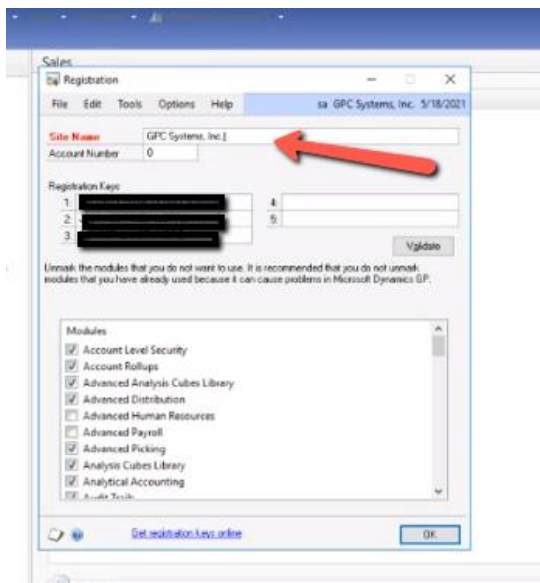 Sales
Registration
File Edit Tools Options Help sa GPC Systems, Inc. 5/18/2021
Site Name GPC Systems, Inc.
Account Number 0
Registration Keys
1: 4:
2: 5:
3:
Validate
Unmark the modules that you do not want to use. It is recommended that you do not unmark
modules that you have already used because it can cause problems in Microsoft Dynamics GP.
Modules
Account Level Security
Account Rollups
Advanced Analysis Cubes Library
Advanced Distribution
Advanced Human Resources
Advanced Payroll
Advanced Picking
Analysis Cubes Library
Analytical Accounting
Audit Trails
Get registration keys online
OK